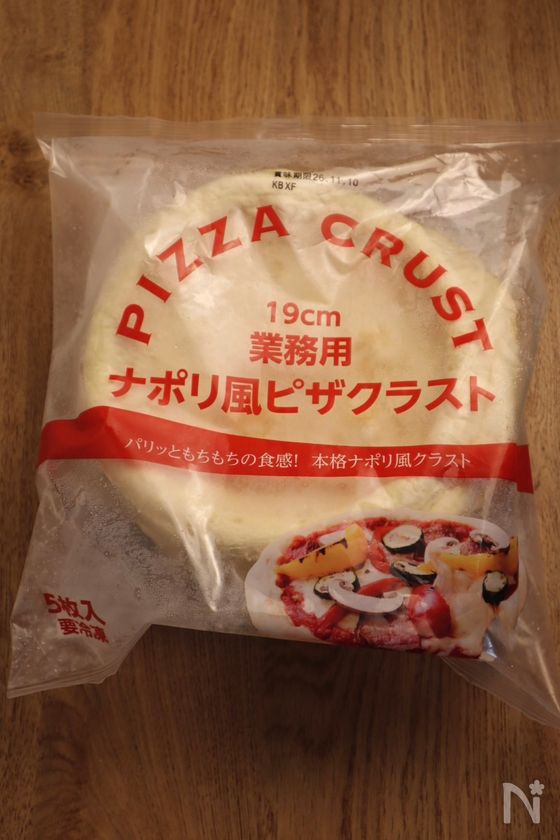 賞味期限26.11.10
KBXF
PIZZA CRUST
19cm
業務用
ナポリ風ピザクラスト
パリッともちもちの食感! 本格ナポリ風クラスト
5枚入
要冷凍
N